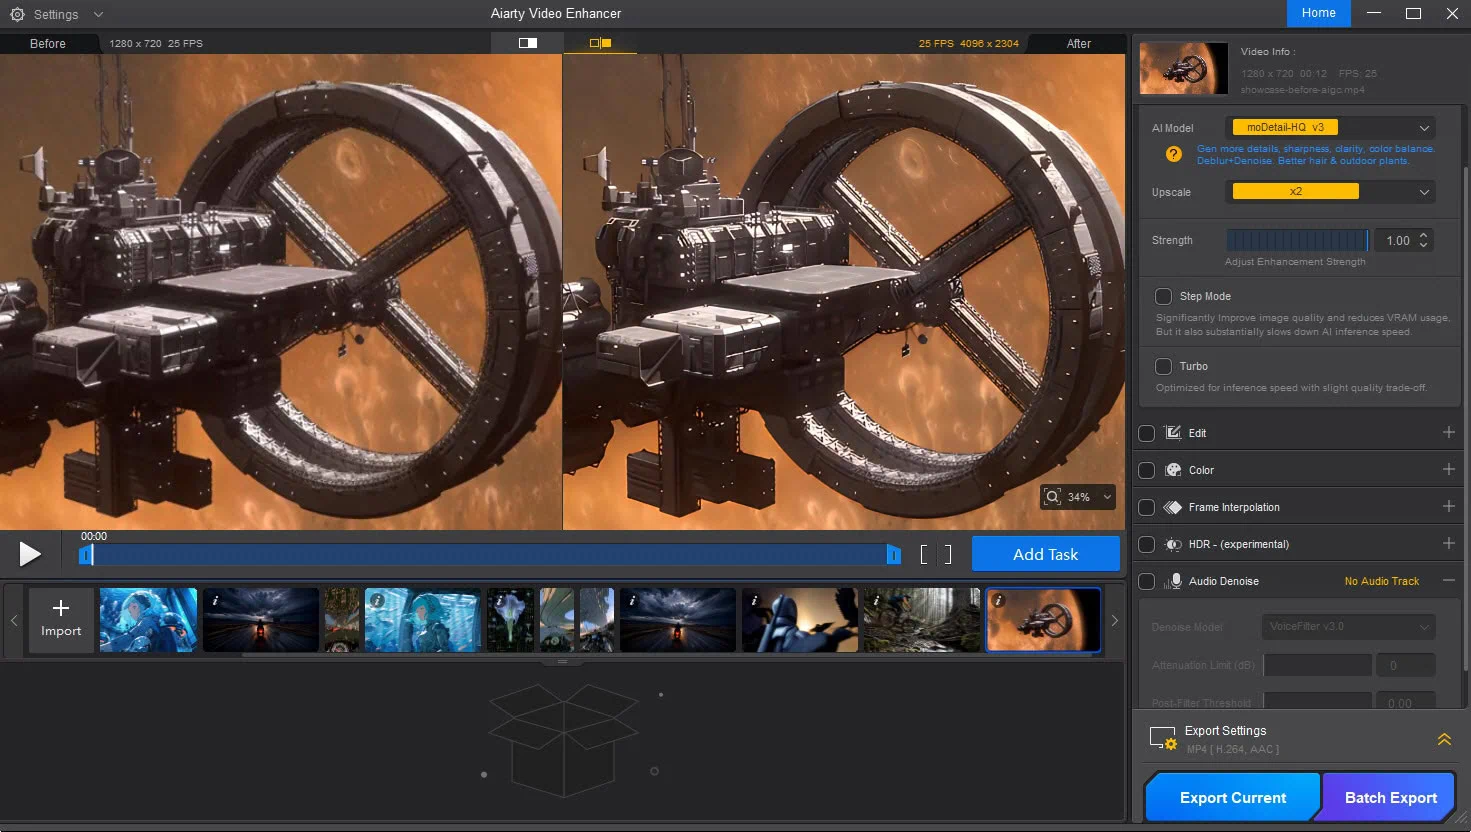 Settings
Aiarty Video Enhancer
Home
Before
1280 x 720 25 FPS
25 FPS 4096 x 2304
After
Video Info :
1280 x 720 00:12 FPS: 25
showcase-before-aigc.mp4
AI Model
moDetail-HQ v3
? Gen more details, sharpness, clarity, color balance.
Deblur+Denoise. Better hair & outdoor plants.
Upscale
x2
Strength
1.00
Adjust Enhancement Strength
Step Mode
Significantly improve image quality and reduces VRAM usage.
But it also substantially slows down AI inference speed.
Turbo
Optimized for inference speed with slight quality trade-off.
Edit
Color
Frame Interpolation
HDR - (experimental)
Audio Denoise
No Audio Track
Denoise Model
VoiceFilter v3.0
Attenuation Limit (dB)
0
Post-Filter Threshold
0.00
34%
00:00
[ ]
Add Task
Import
i
i
i
i
i
i
i
Export Settings
MP4 [ H.264, AAC ]
Export Current
Batch Export